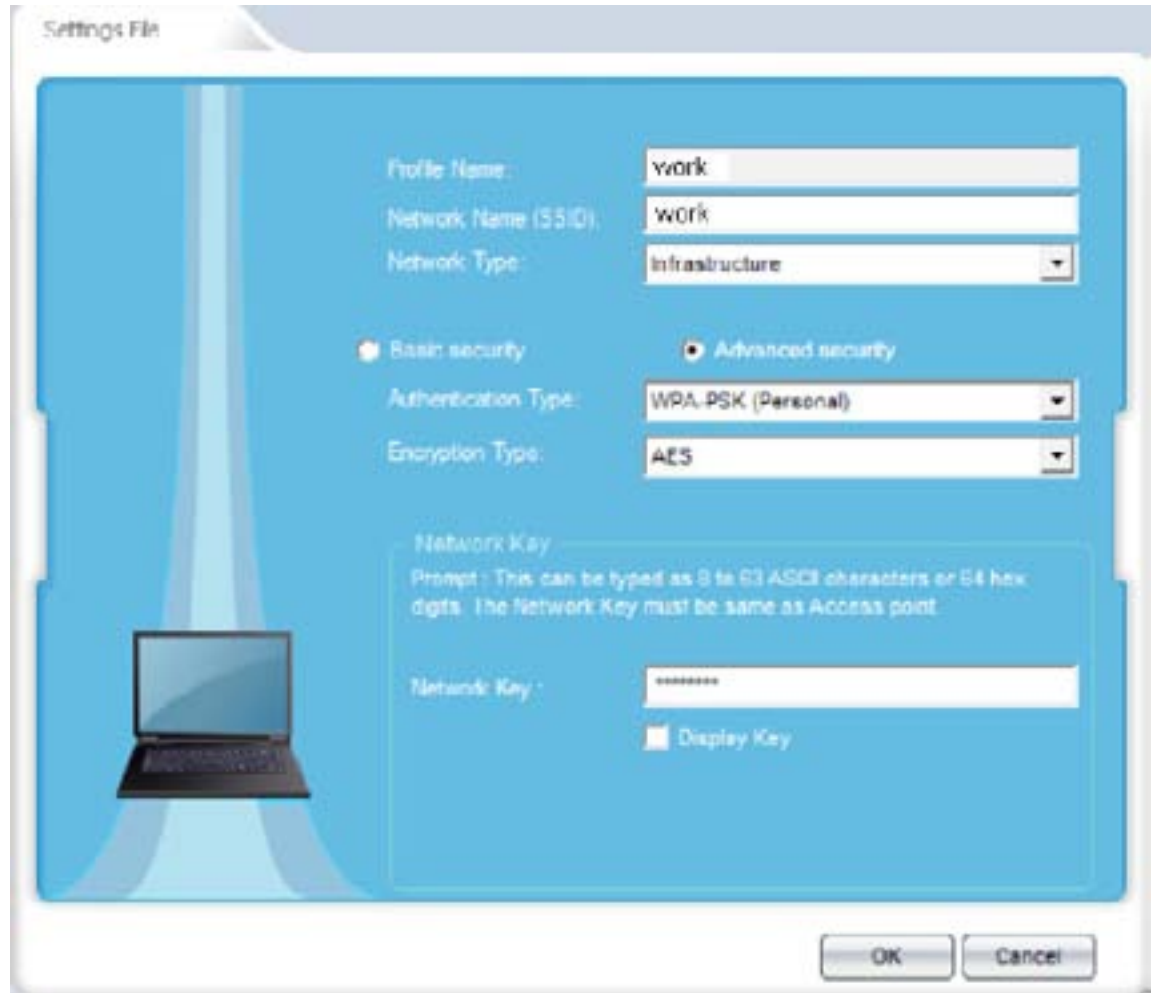 Settings File
Profile Name: work
Network Name (SSID): work
Network Type: Infrastructure
Basic security Advanced security
Authentication Type: WPA-PSK (Personal)
Encryption Type: AES
Network Key
Prompt : This can be typed as 8 to 63 ASCII characters or 64 hex
digits. The Network Key must be same as Access point
Network Key : ********
Display Key
OK Cancel